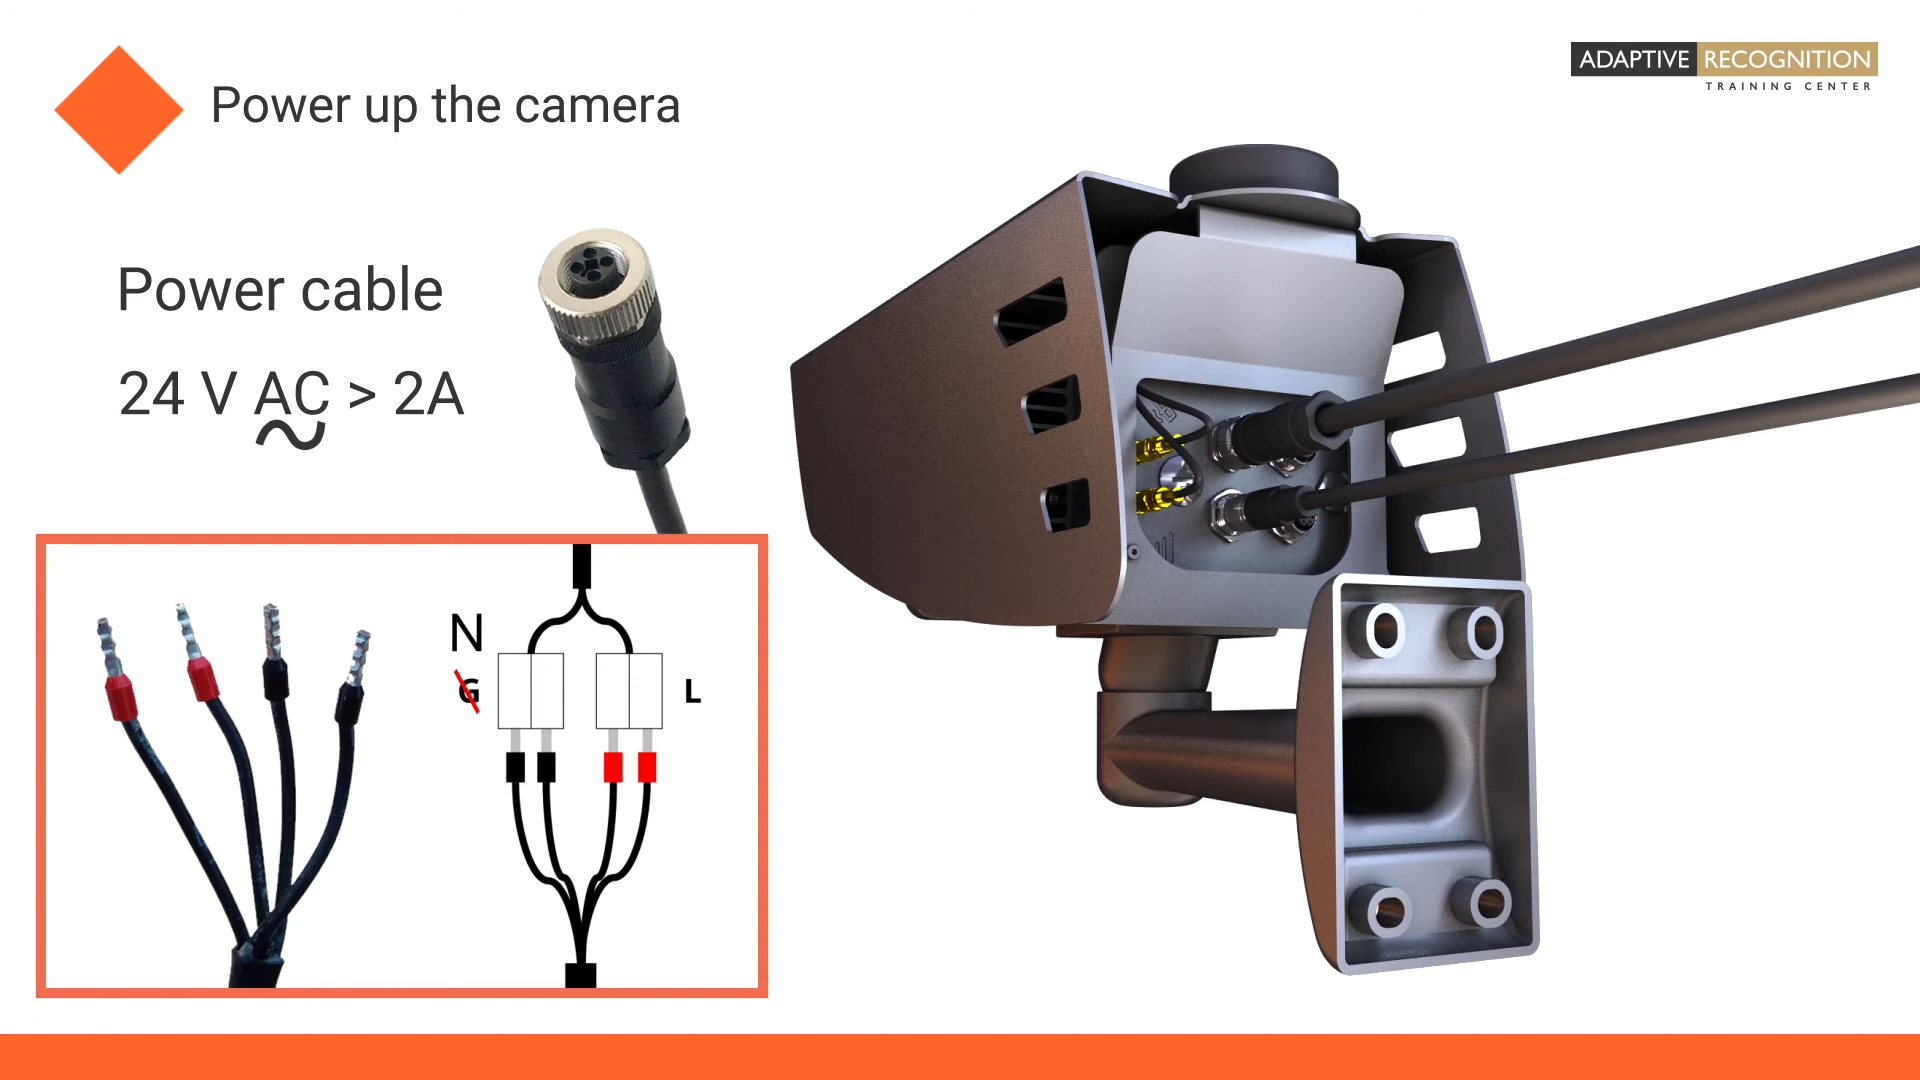 ADAPTIVE RECOGNITION
TRAINING CENTER
Power up the camera
Power cable
24 V AC > 2A
N
G
L